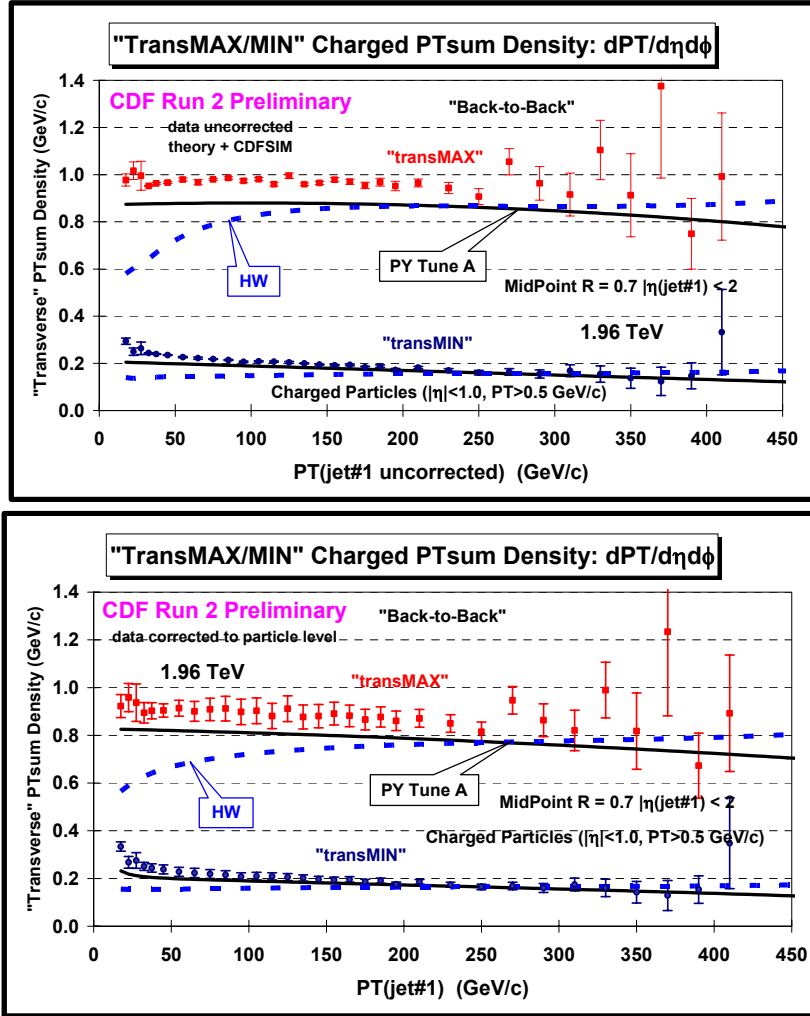 "TransMAX/MIN" Charged PTsum Density: dPT/dηdϕ
1.4
1.2
1.0
0.8
0.6
0.4
0.2
0.0
"Transverse" PTsum Density (GeV/c)
CDF Run 2 Preliminary
data uncorrected
theory + CDFSIM
"Back-to-Back"
"transMAX"
PY Tune A
HW
MidPoint R = 0.7 |η(jet#1) < 2
1.96 TeV
"transMIN"
Charged Particles (|η|<1.0, PT>0.5 GeV/c)
0 50 100 150 200 250 300 350 400 450
PT(jet#1 uncorrected) (GeV/c)
"TransMAX/MIN" Charged PTsum Density: dPT/dηdϕ
1.4
1.2
1.0
0.8
0.6
0.4
0.2
0.0
"Transverse" PTsum Density (GeV/c)
CDF Run 2 Preliminary
data corrected to particle level
"Back-to-Back"
1.96 TeV
"transMAX"
PY Tune A
HW
MidPoint R = 0.7 |η(jet#1) < 2
Charged Particles (|η|<1.0, PT>0.5 GeV/c)
"transMIN"
0 50 100 150 200 250 300 350 400 450
PT(jet#1) (GeV/c)